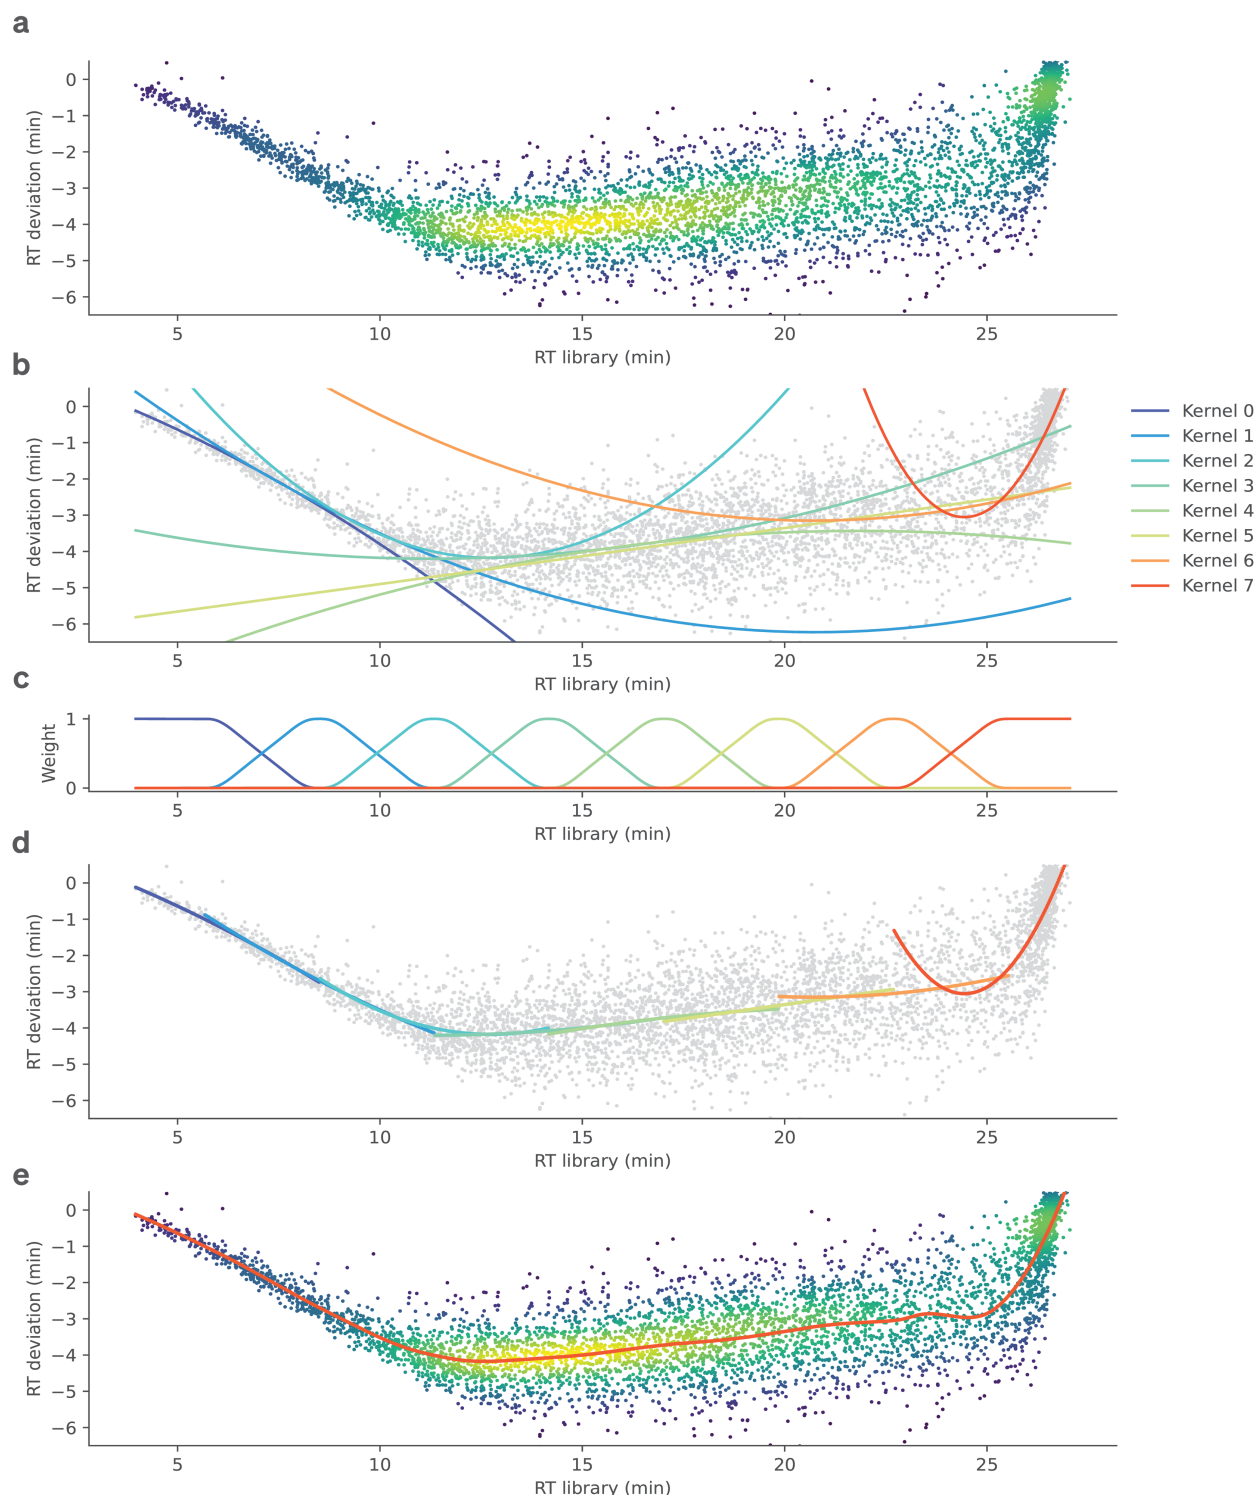 a
0
−1
−2
−3
−4
−5
−6
RT deviation (min)
5 10 15 20 25
RT library (min)
b
0
−1
−2
−3
−4
−5
−6
RT deviation (min)
5 10 15 20 25
RT library (min)
Kernel 0
Kernel 1
Kernel 2
Kernel 3
Kernel 4
Kernel 5
Kernel 6
Kernel 7
c
1
0
Weight
5 10 15 20 25
RT library (min)
d
0
−1
−2
−3
−4
−5
−6
RT deviation (min)
5 10 15 20 25
RT library (min)
e
0
−1
−2
−3
−4
−5
−6
RT deviation (min)
5 10 15 20 25
RT library (min)